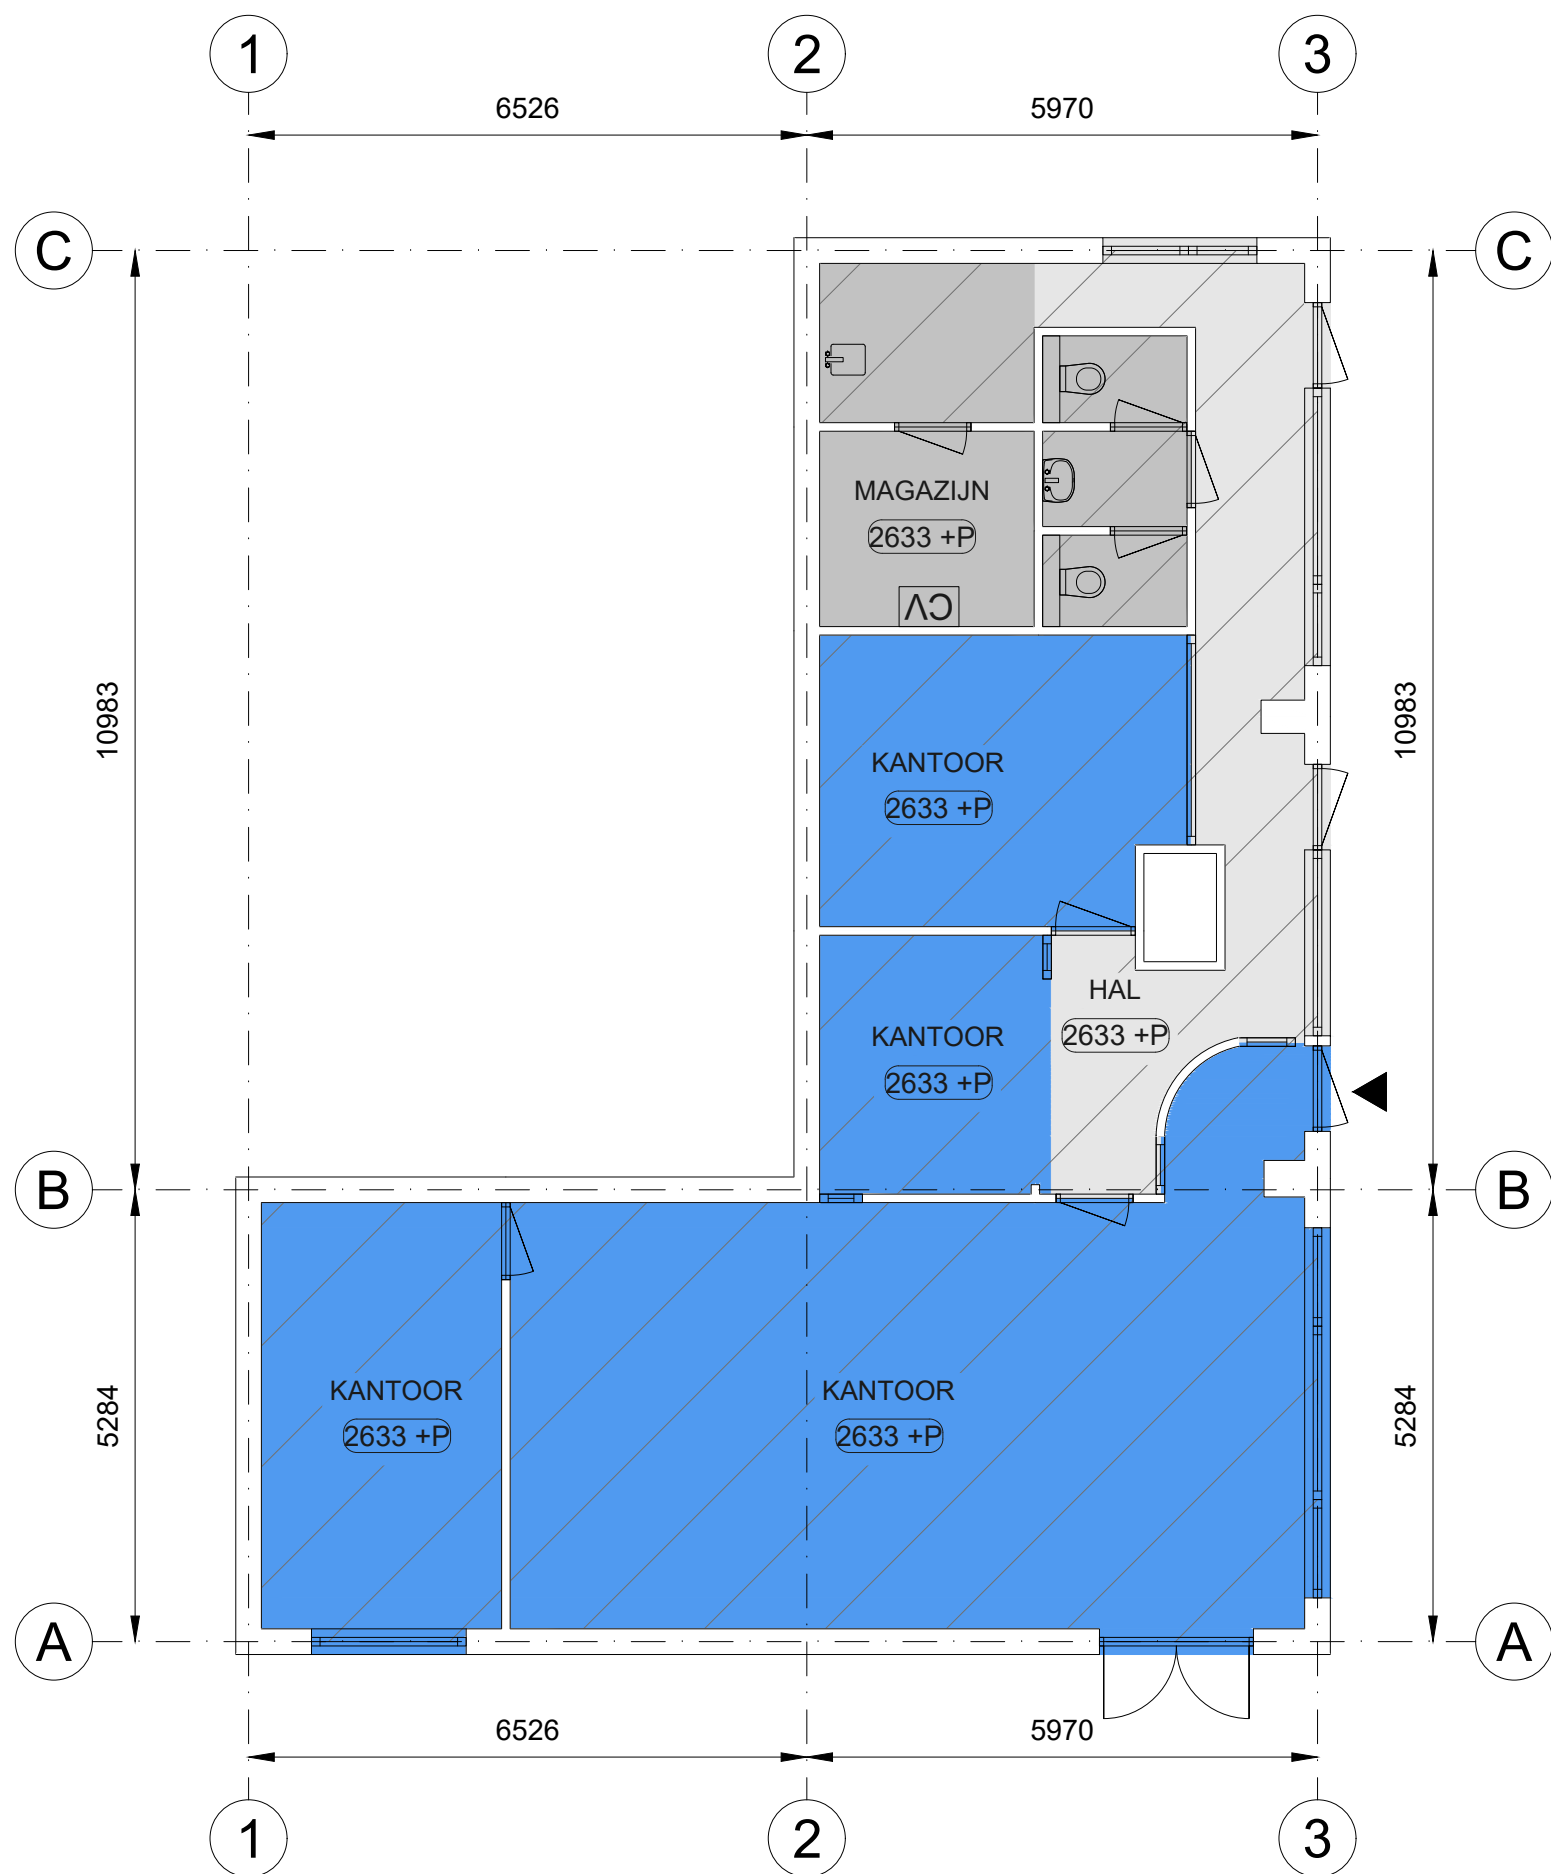 1 2 3
6526 5970
C C
MAGAZIJN
2633 +P
CV
10983 10983
KANTOOR
2633 +P
HAL
2633 +P
KANTOOR
2633 +P
B B
KANTOOR KANTOOR
2633 +P 2633 +P
5284 5284
A A
6526 5970
1 2 3